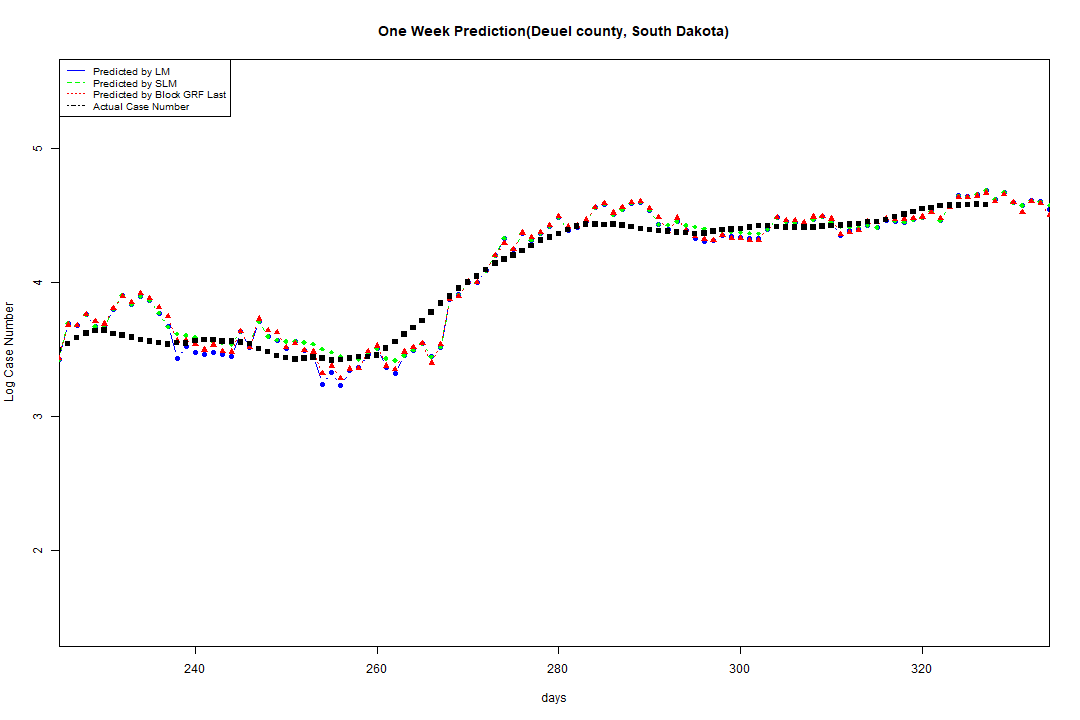 One Week Prediction(Deuel county, South Dakota)
Predicted by LM
Predicted by SLM
Predicted by Block GRF Last
Actual Case Number
5
4
3
2
Log Case Number
240 260 280 300 320
days